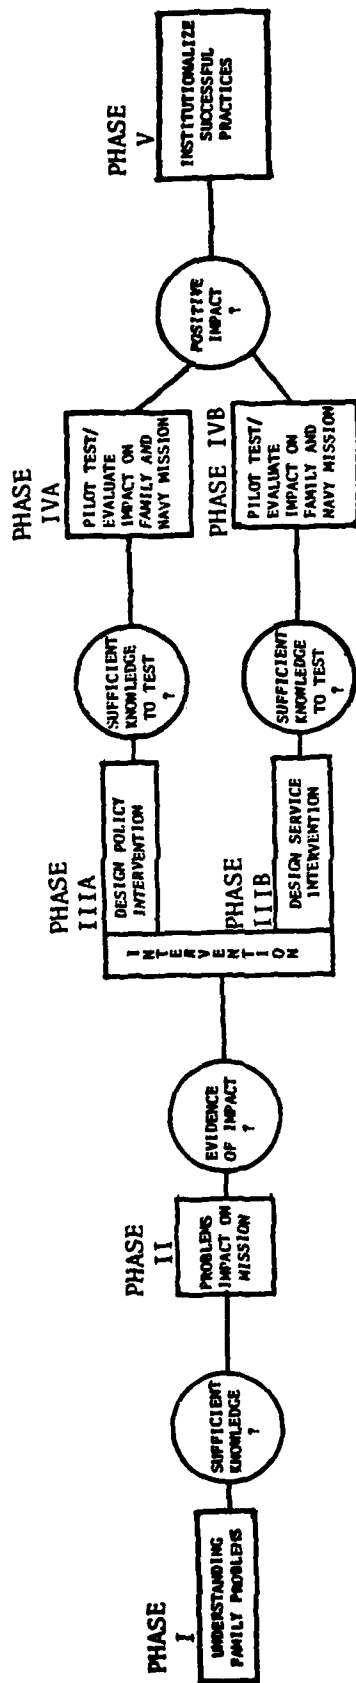 PHASE
I
UNDERSTANDING
FAMILY PROBLEMS
SUFFICIENT
KNOWLEDGE
?
PHASE
II
PROBLEMS
IMPACT ON
MISSION
EVIDENCE
OF IMPACT
?
INTERVENTION
PHASE
IIIA
DESIGN POLICY
INTERVENTION
SUFFICIENT
KNOWLEDGE
TO TEST
?
PHASE
IVA
PILOT TEST/
EVALUATE
IMPACT ON
FAMILY AND
NAVY MISSION
PHASE
IIIB
DESIGN SERVICE
INTERVENTION
SUFFICIENT
KNOWLEDGE
TO TEST
?
PHASE IVB
PILOT TEST/
EVALUATE
IMPACT ON
FAMILY AND
NAVY MISSION
POSITIVE
IMPACT
?
PHASE
V
INSTITUTIONALIZE
SUCCESSFUL
PRACTICES